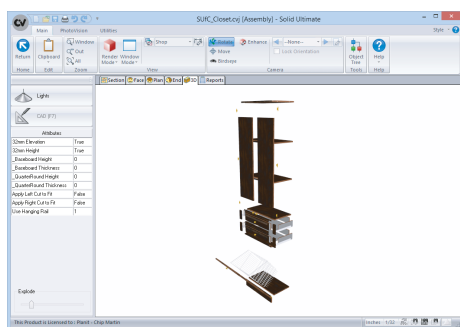 SUFC_Closet.cvj [Assembly] - Solid Ultimate
CV
Main PhotoVision Utilities
Style
Return
Clipboard
Window
Out
All
Render Mode
Window Mode
Shop
Move
Birdseye
Enhance
--None--
Lock Orientation
Object Tree
Help
Home Edit Zoom View Camera Tools Help
Section Face Plan End 3D Reports
Lights
CAD (F7)
Attributes
32mm Elevation True
32mm Height True
_Baseboard Height 0
_Baseboard Thickness 0
_QuarterRound Height 0
_QuarterRound Thickness 0
Apply Left Cut to Fit False
Apply Right Cut to Fit False
Use Hanging Rail 1
Explode
This Product is Licensed to : Planit - Chip Martin
Inches - 1/32